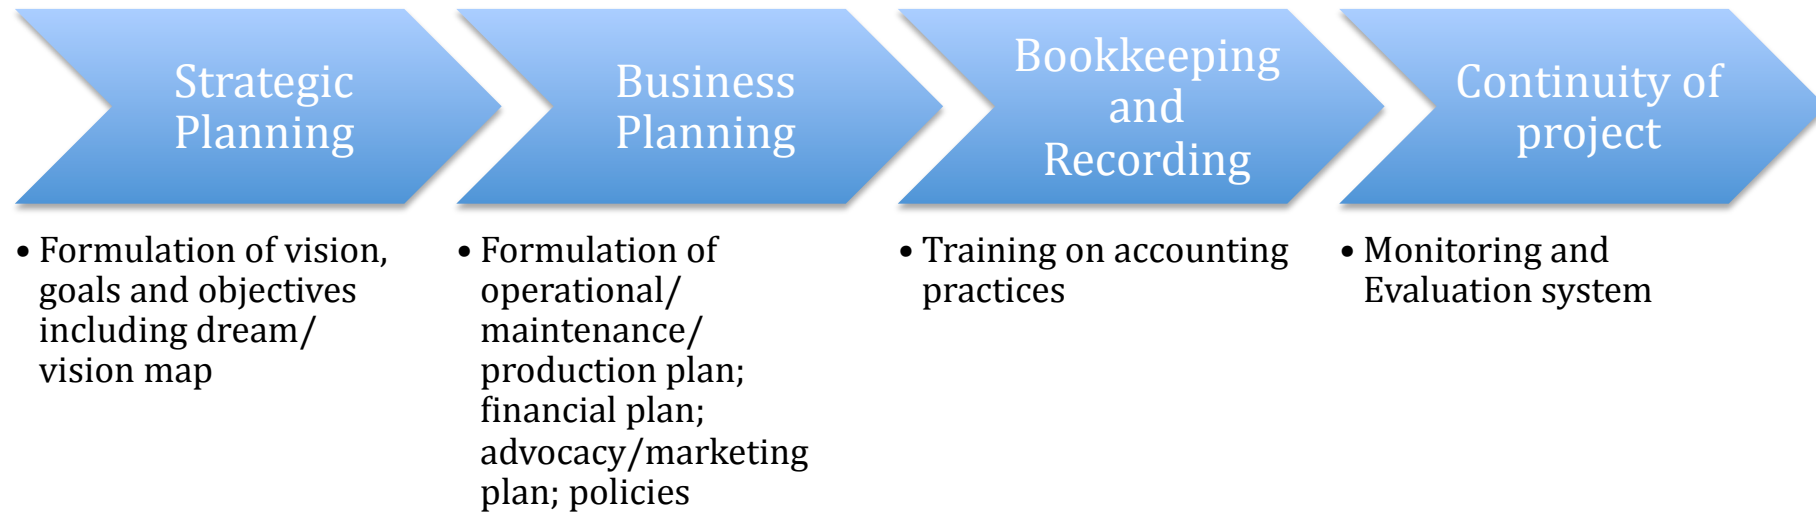 Strategic
Planning
• Formulation of vision,
goals and objectives
including dream/
vision map
Business
Planning
• Formulation of
operational/
maintenance/
production plan;
financial plan;
advocacy/marketing
plan; policies
Bookkeeping
and
Recording
• Training on accounting
practices
Continuity of
project
• Monitoring and
Evaluation system